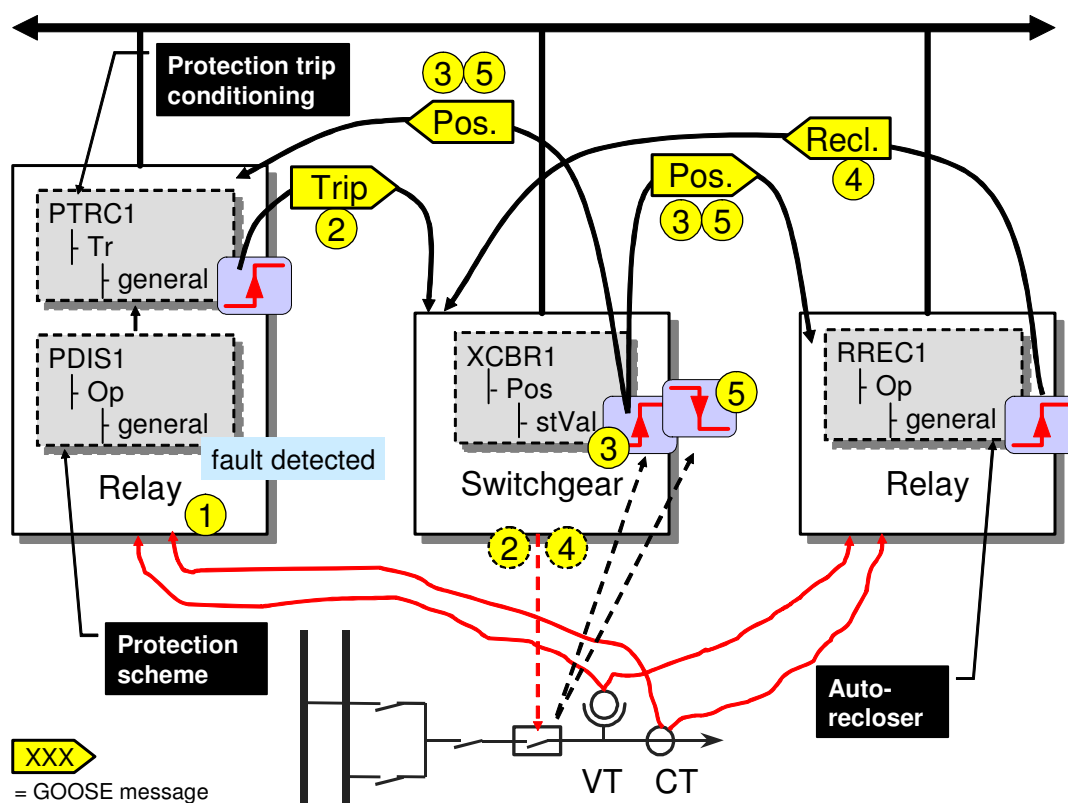 Protection trip
conditioning
3 5
Pos.
Recl.
4
Trip
2
Pos.
3 5
PTRC1
Tr
general
PDIS1
Op
general
fault detected
Relay
1
XCBR1
Pos
stVal
3
5
Switchgear
2 4
RREC1
Op
general
Relay
Protection
scheme
Auto-
recloser
VT CT
XXX
= GOOSE message